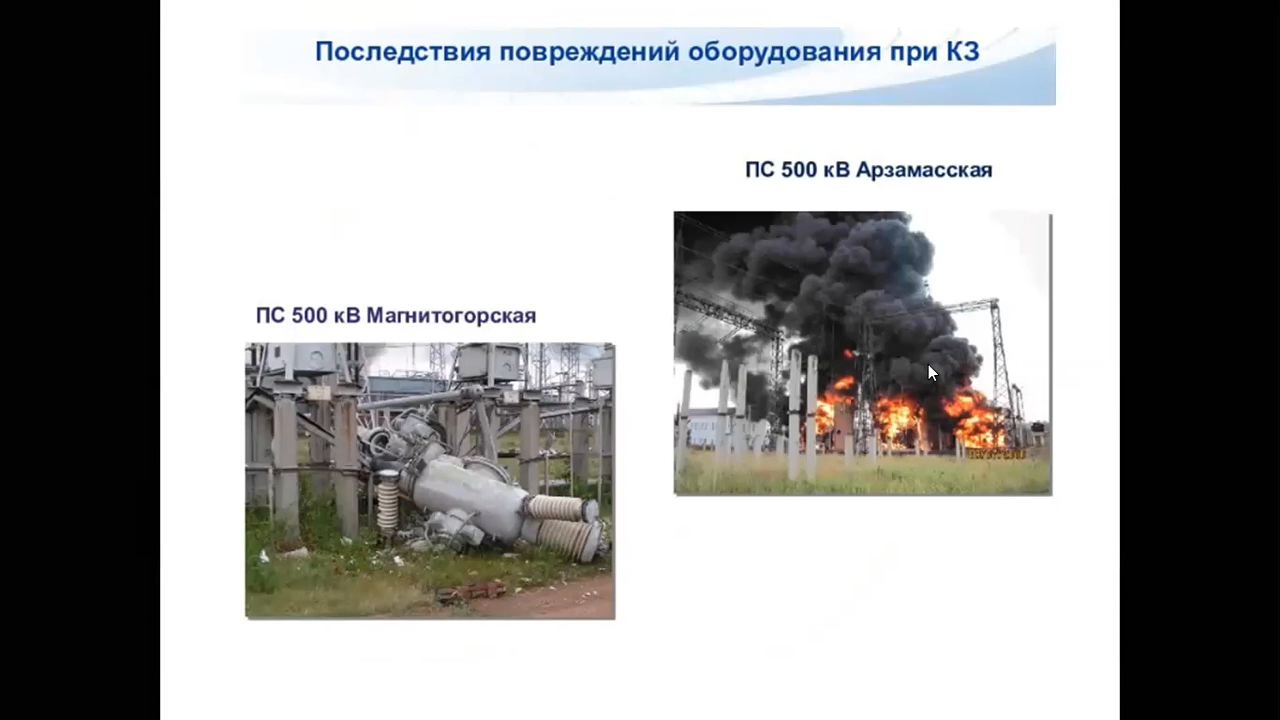 Последствия повреждений оборудования при КЗ
ПС 500 кВ Арзамасская
ПС 500 кВ Магнитогорская